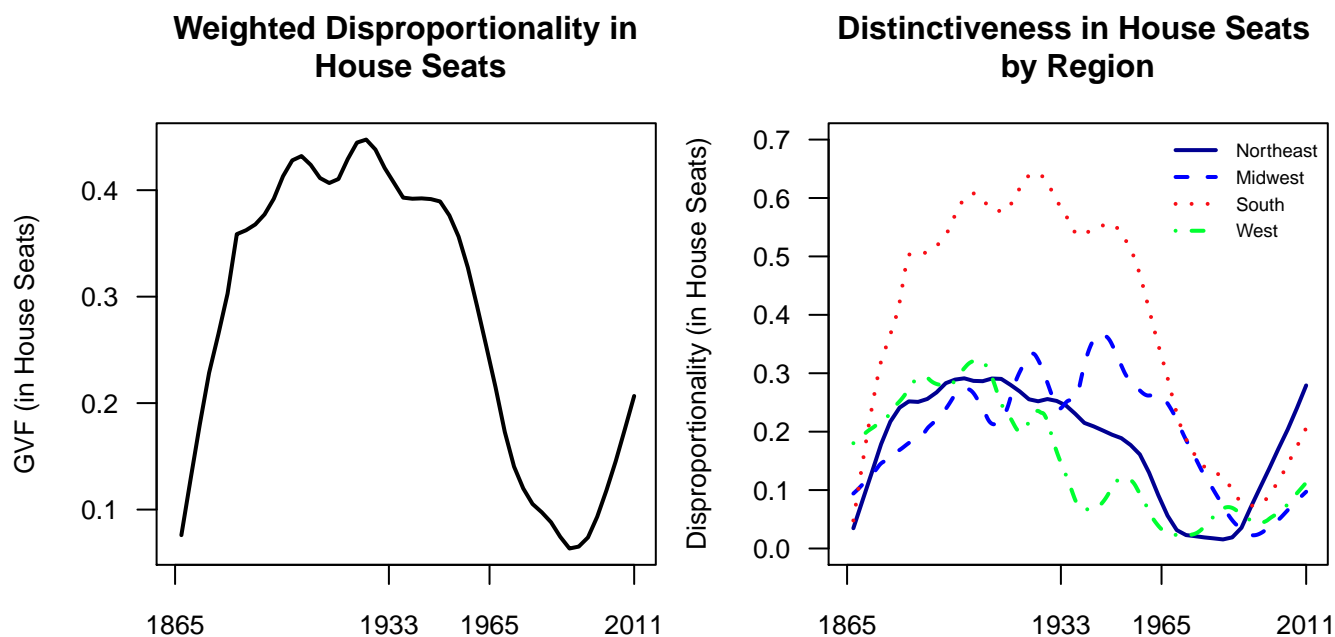 Weighted Disproportionality in
House Seats
GVF (in House Seats)
0.4
0.3
0.2
0.1
1865
1933
1965
2011
Distinctiveness in House Seats
by Region
Disproportionality (in House Seats)
0.7
0.6
0.5
0.4
0.3
0.2
0.1
0.0
Northeast
Midwest
South
West
1865
1933
1965
2011